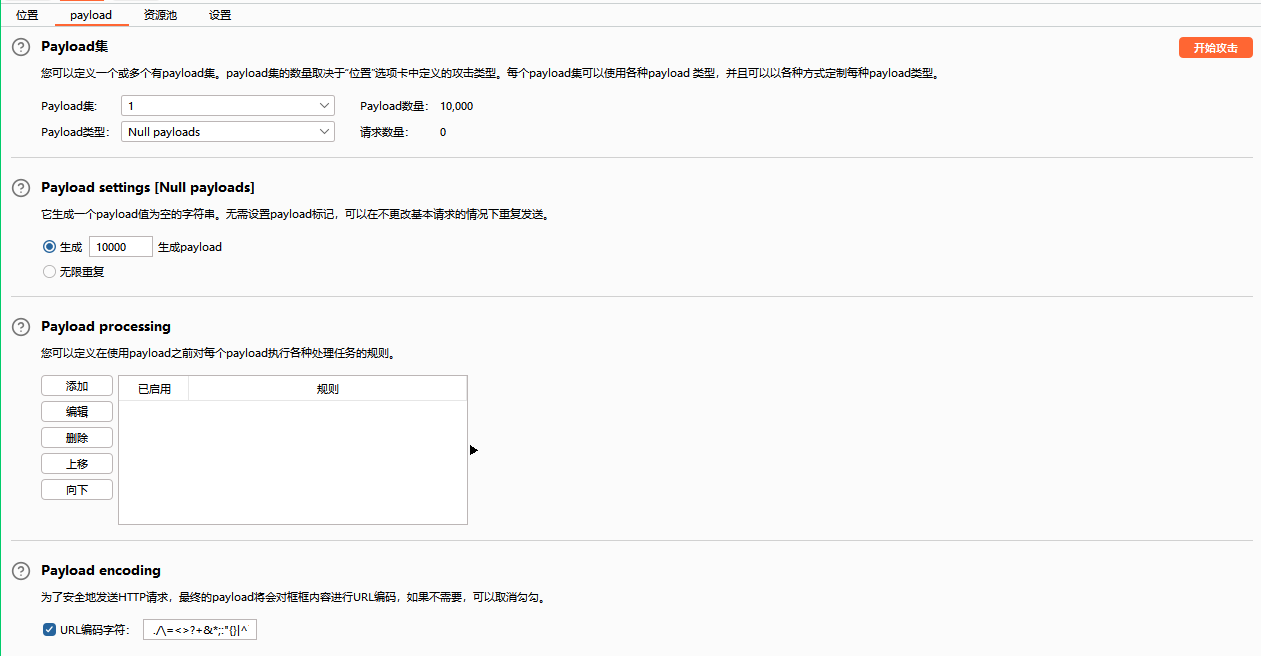 位置 payload 资源池 设置
Payload集 开始攻击
您可以定义一个或多个有payload集。payload集的数量取决于"位置"选项卡中定义的攻击类型。每个payload集可以使用各种payload 类型，并且可以以各种方式定制每种payload类型。
Payload集: 1 Payload数量: 10,000
Payload类型: Null payloads 请求数量: 0
Payload settings [Null payloads]
它生成一个payload值为空的字符串。无需设置payload标记，可以在不更改基本请求的情况下重复发送。
生成 10000 生成payload
无限重复
Payload processing
您可以定义在使用payload之前对每个payload执行各种处理任务的规则。
添加 已启用 规则
编辑
删除
上移
向下
Payload encoding
为了安全地发送HTTP请求，最终的payload将会对框框内容进行URL编码，如果不需要，可以取消勾勾。
URL编码字符: ./\=<>?+&*;:"{}|^